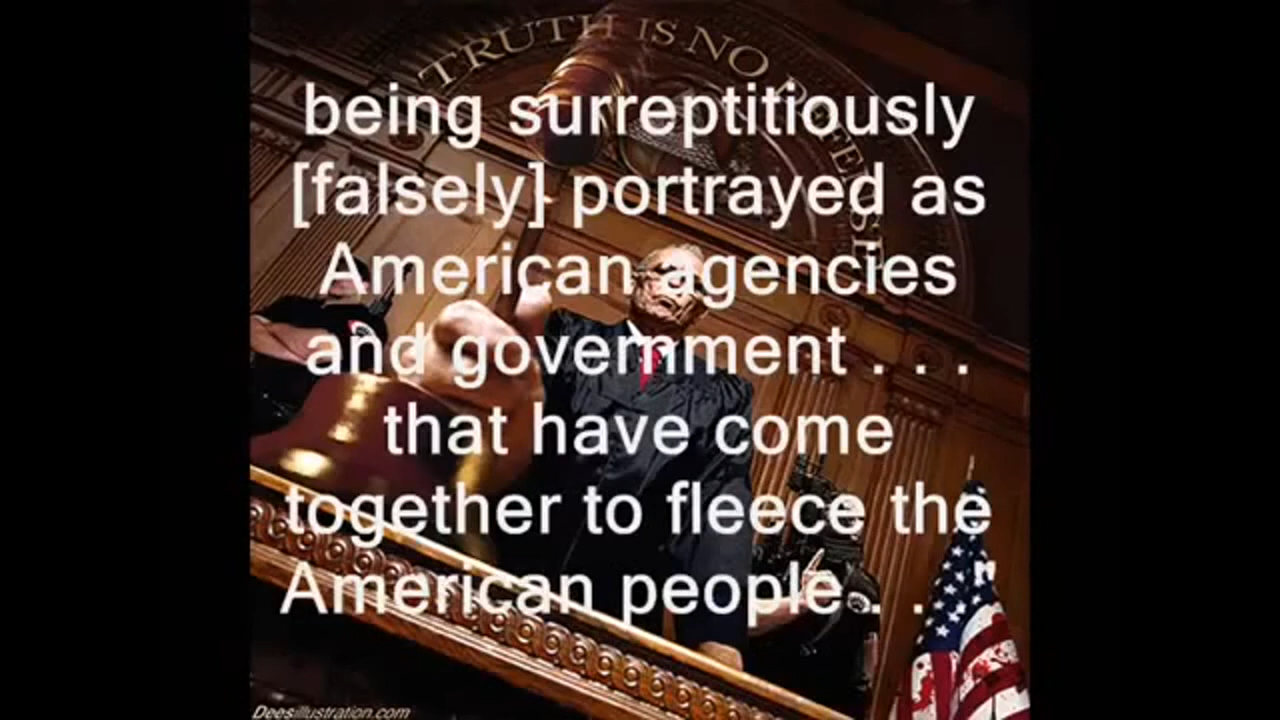 TRUTH IS NO DEFENSE
being surreptitiously
[falsely] portrayed as
American agencies
and government . . .
that have come
together to fleece the
American people . . ."
Deesillustration.com